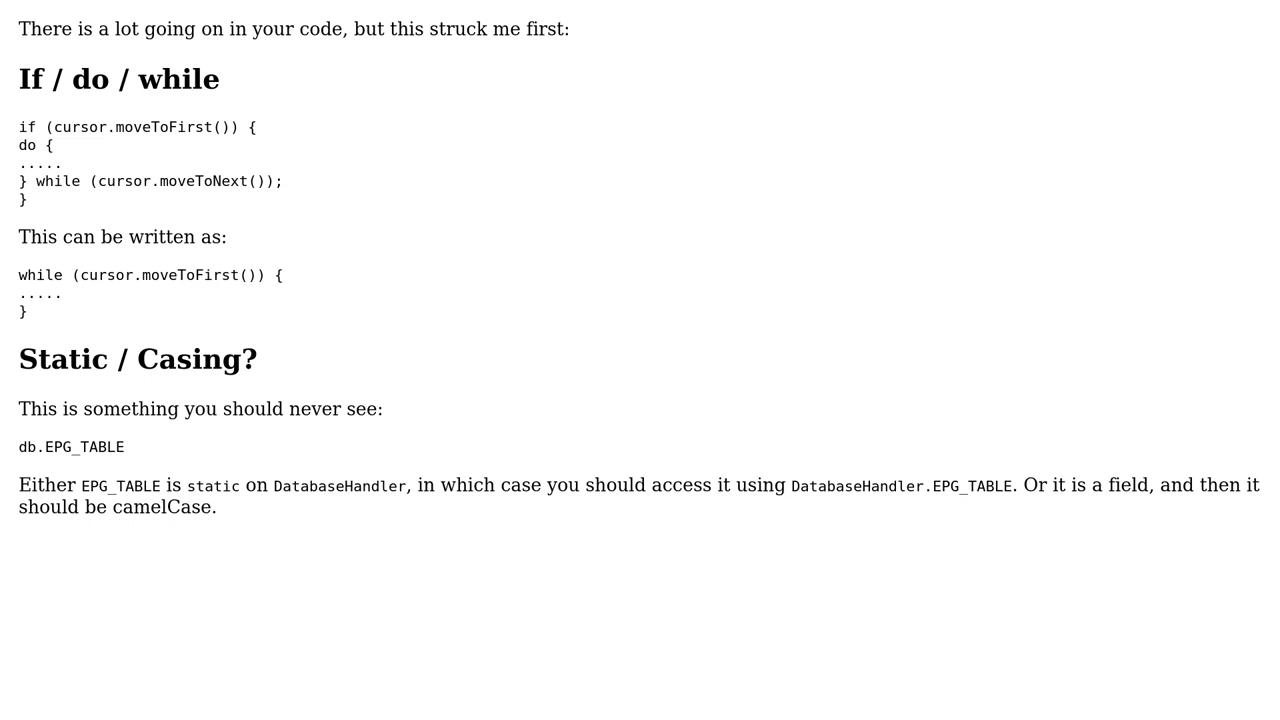 There is a lot going on in your code, but this struck me first:
If / do / while
if (cursor.moveToFirst()) {
do {
.....
} while (cursor.moveToNext());
}
This can be written as:
while (cursor.moveToFirst()) {
.....
}
Static / Casing?
This is something you should never see:
db.EPG_TABLE
Either EPG_TABLE is static on DatabaseHandler, in which case you should access it using DatabaseHandler.EPG_TABLE. Or it is a field, and then it
should be camelCase.